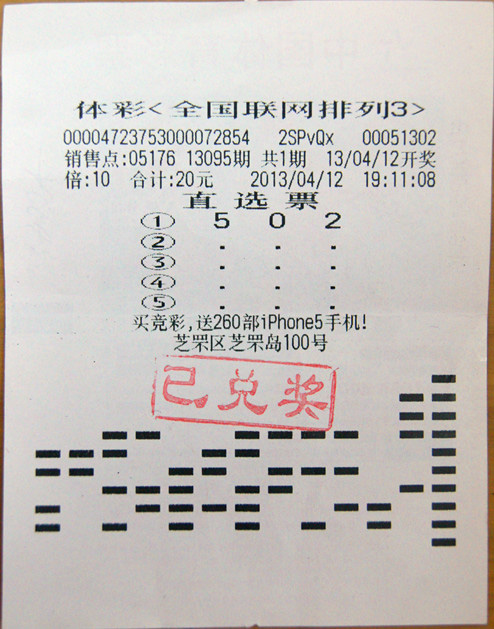 体彩<全国联网排列3>
00004723753000072854 2SPvQx 00051302
销售点:05176 13095期 共1期 13/04/12开奖
倍:10 合计:20元 2013/04/12 19:11:08
直选票
① 5 0 2
② . . .
③ . . .
④ . . .
⑤ . . .
买竞彩,送260部iPhone5手机!
芝罘区芝罘岛100号
已兑奖